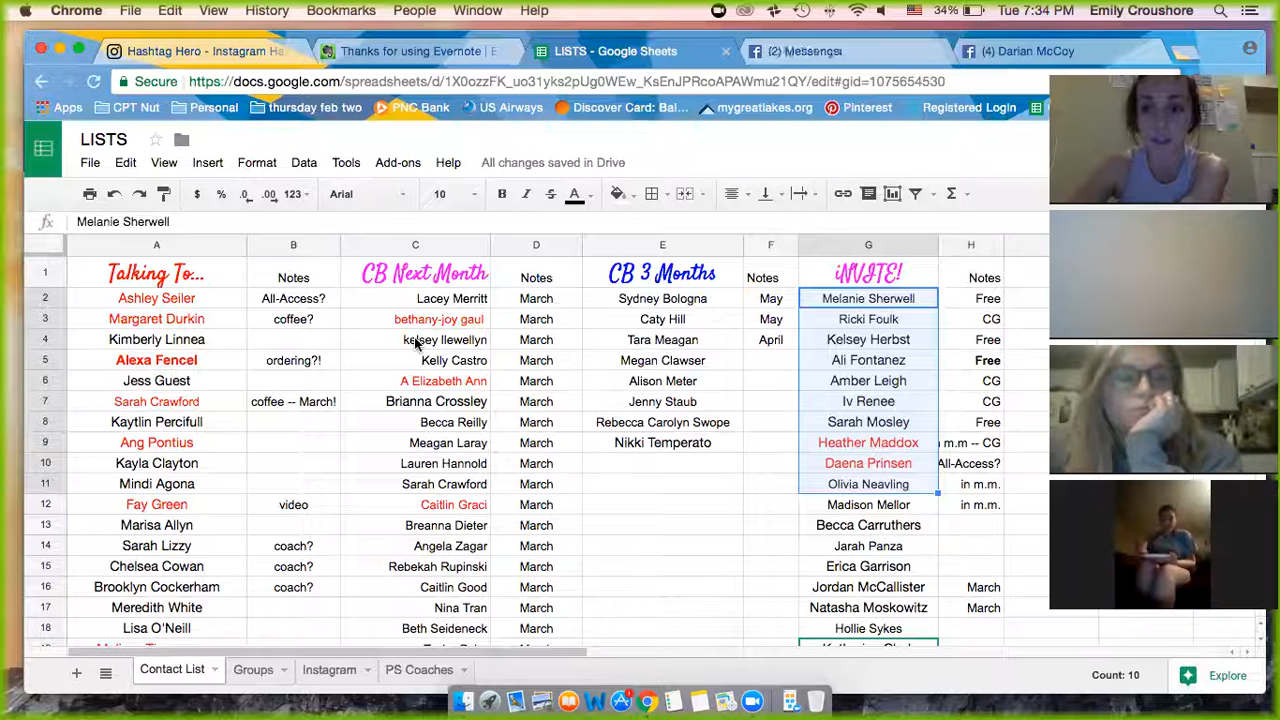 Chrome File Edit View History Bookmarks People Window Help 34% Tue 7:34 PM Emily Croushore
Hashtag Hero - Instagram Ha Thanks for using Evernote | E LISTS - Google Sheets × (2) Messenger (4) Darian McCoy
Secure https://docs.google.com/spreadsheets/d/1X0ozzFK_uo31yks2pUg0WEw_KsEnJPRcoAPAWmu21QY/edit#gid=1075654530
Apps CPT Nut Personal thursday feb two PNC Bank US Airways Discover Card: Bal... mygreatlakes.org Pinterest Registered Login
LISTS
File Edit View Insert Format Data Tools Add-ons Help All changes saved in Drive
$ % .0 .00 123 Arial 10 B I S A
fx Melanie Sherwell
A B C D E F G H
1 Talking To... Notes CB Next Month Notes CB 3 Months Notes iNVITE! Notes
2 Ashley Seiler All-Access? Lacey Merritt March Sydney Bologna May Melanie Sherwell Free
3 Margaret Durkin coffee? bethany-joy gaul March Caty Hill May Ricki Foulk CG
4 Kimberly Linnea kelsey llewellyn March Tara Meagan April Kelsey Herbst Free
5 Alexa Fencel ordering?! Kelly Castro March Megan Clawser Ali Fontanez Free
6 Jess Guest A Elizabeth Ann March Alison Meter Amber Leigh CG
7 Sarah Crawford coffee -- March! Brianna Crossley March Jenny Staub Iv Renee CG
8 Kaytlin Percifull Becca Reilly March Rebecca Carolyn Swope Sarah Mosley Free
9 Ang Pontius Meagan Laray March Nikki Temperato Heather Maddox m.m -- CG
10 Kayla Clayton Lauren Hannold March Daena Prinsen All-Access?
11 Mindi Agona Sarah Crawford March Olivia Neavling in m.m.
12 Fay Green video Caitlin Graci March Madison Mellor in m.m.
13 Marisa Allyn Breanna Dieter March Becca Carruthers
14 Sarah Lizzy coach? Angela Zagar March Jarah Panza
15 Chelsea Cowan coach? Rebekah Rupinski March Erica Garrison
16 Brooklyn Cockerham coach? Caitlin Good March Jordan McCallister March
17 Meredith White Nina Tran March Natasha Moskowitz March
18 Lisa O'Neill Beth Seideneck March Hollie Sykes
Contact List Groups Instagram PS Coaches Count: 10 Explore